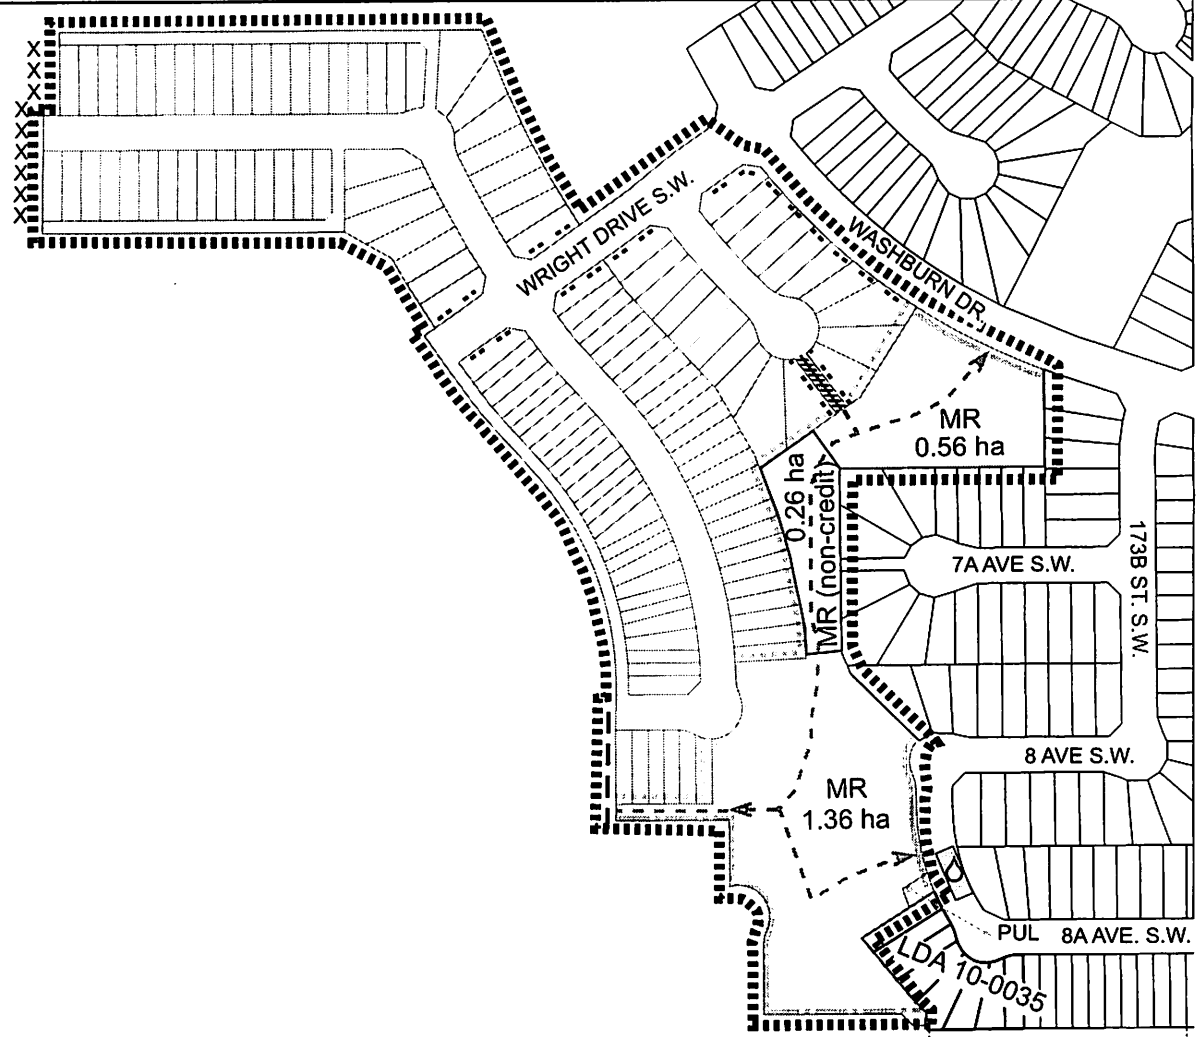 X
X
X
X
X
X
X
X
X
WRIGHT DRIVE S.W.
WASHBURN DR.
MR
0.56 ha
0.26 ha
MR (non-credit)
7A AVE S.W.
173B ST. S.W.
8 AVE S.W.
MR
1.36 ha
PUL
8A AVE. S.W.
LDA 10-0035